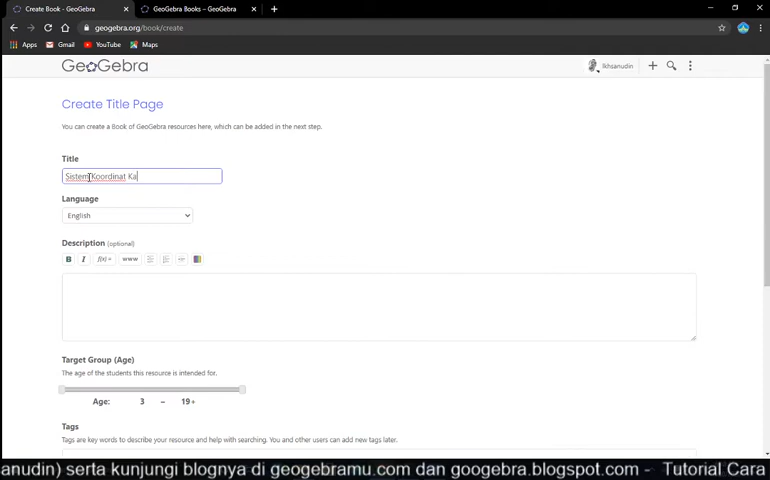 Create Book - GeoGebra
GeoGebra Books – GeoGebra
geogebra.org/book/create
Apps Gmail YouTube Maps
GeoGebra
Ikhsanudin
Create Title Page
You can create a Book of GeoGebra resources here, which can be added in the next step.
Title
Sistem Koordinat Ka
Language
English
Description (optional)
B I f(x) WWW
Target Group (Age)
The age of the students this resource is intended for.
Age: 3 – 19+
Tags
Tags are key words to describe your resource and help with searching. You and other users can add new tags later.
anudin) serta kunjungi blognya di geogebramu.com dan googebra.blogspot.com - Tutorial Cara